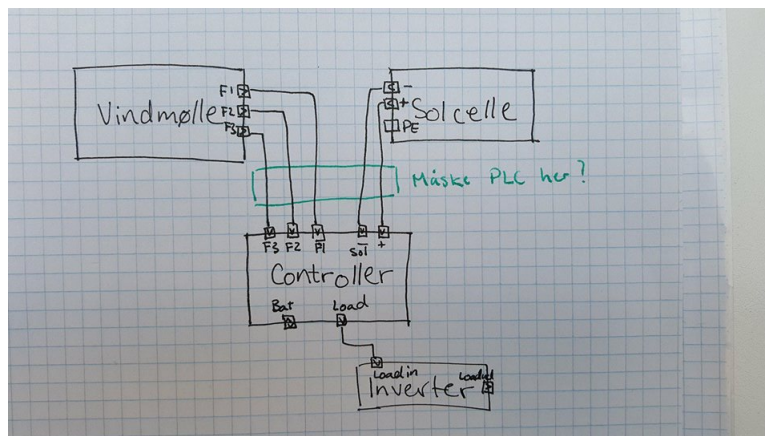 F1
Vindmølle
F2
F3
-
+
Solcelle
PE
Måske PLC her?
F3 F2 F1 Sol - +
Controller
Bat Load
Load in
Inverter